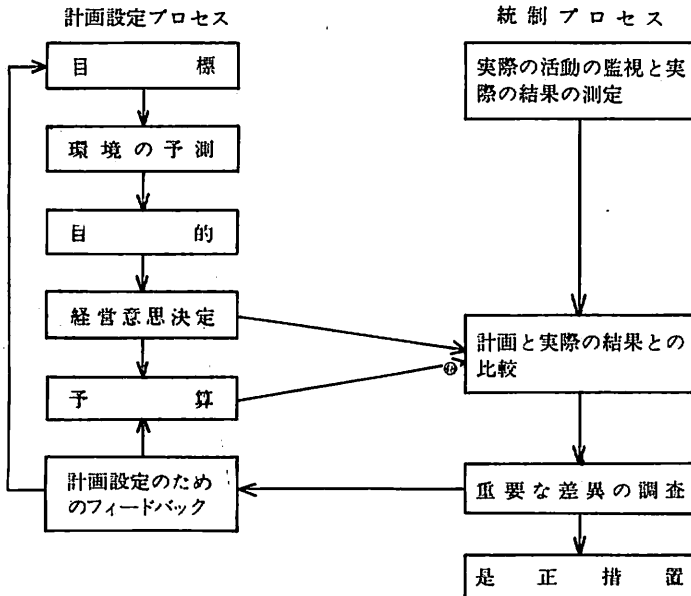 計画設定プロセス
目標
環境の予測
目的
経営意思決定
予算
計画設定のため
のフィードバック
統制プロセス
実際の活動の監視と実
際の結果の測定
計画と実際の結果との
比較
重要な差異の調査
是正措置